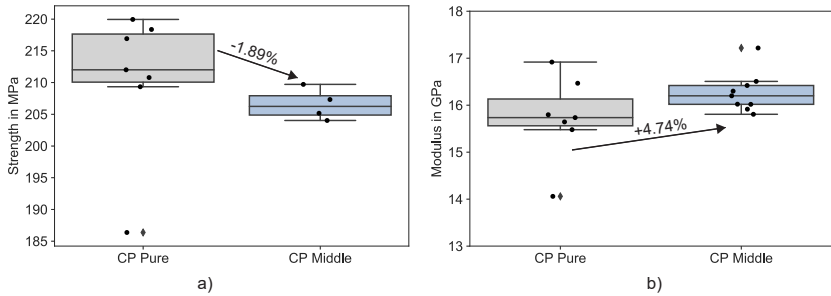 Strength in MPa
220
215
210
205
200
195
190
185
-1.89%
CP Pure
CP Middle
a)
Modulus in GPa
18
17
16
15
14
13
+4.74%
CP Pure
CP Middle
b)